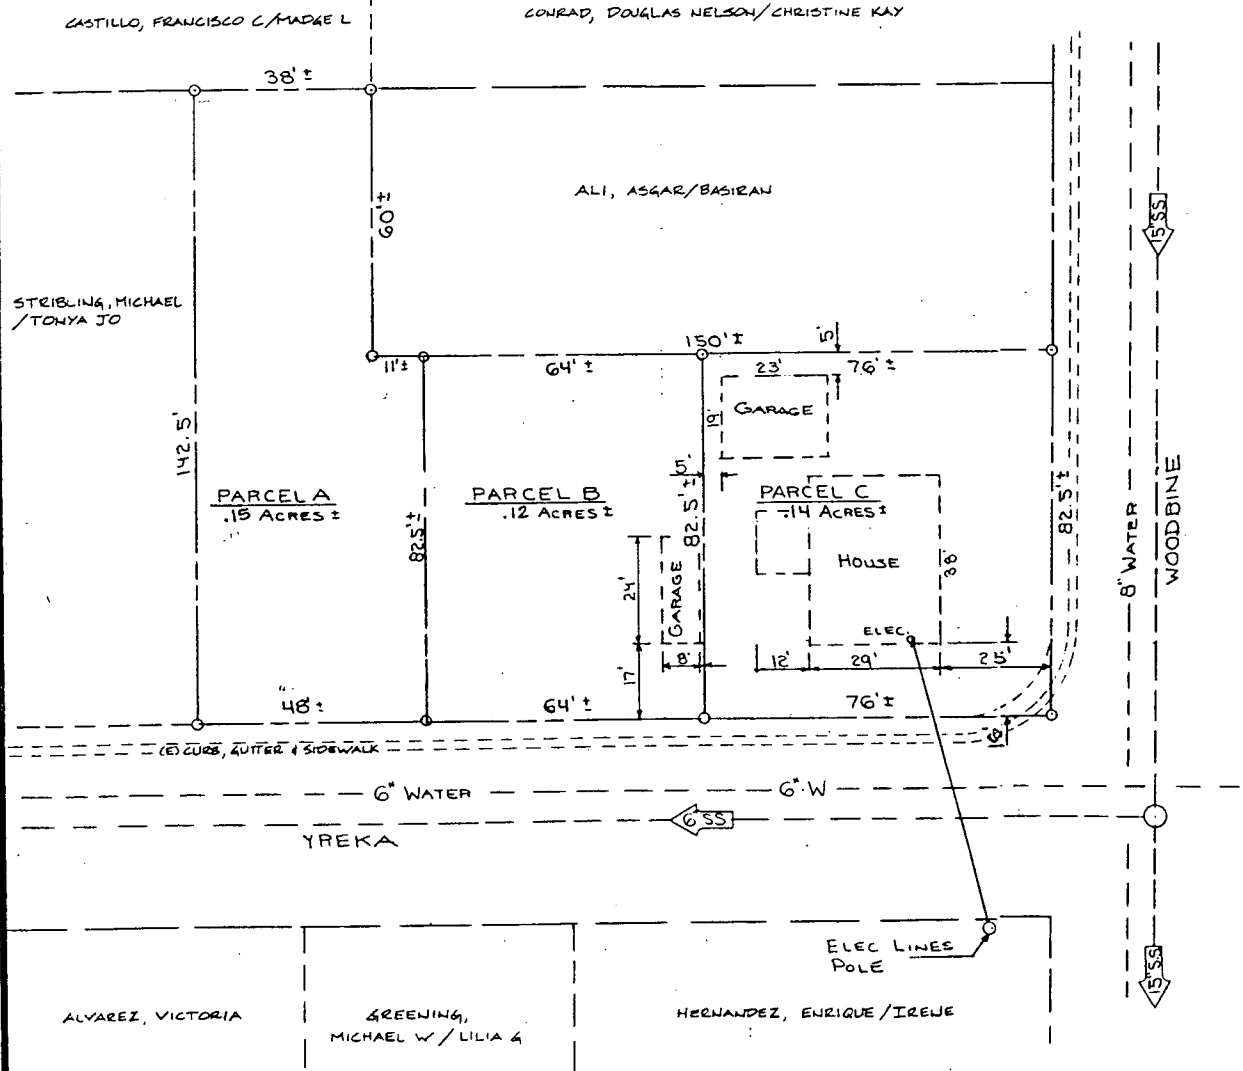 CASTILLO, FRANCISCO C/MADGE L
CONRAD, DOUGLAS NELSON/CHRISTINE KAY
38' ±
60' ±
ALI, ASGAR/BASIRAN
15" SS
STRIBLING, MICHAEL
/TONYA JO
150' ±
5'
11' ±
64' ±
23'
76' ±
19'
GARAGE
142.5'
5'
PARCEL A
.15 ACRES ±
PARCEL B
.12 ACRES ±
PARCEL C
.14 ACRES ±
82.5' ±
82.5' ±
82.5' ±
8" WATER
WOODBINE
HOUSE
38'
24'
GARAGE
ELEC.
8'
12'
29'
25'
17'
48' ±
64' ±
76' ±
(E) CURB, GUTTER & SIDEWALK
6" WATER
6" W
6" SS
YREKA
ELEC LINES
POLE
15" S.S
ALVAREZ, VICTORIA
GREENING,
MICHAEL W / LILIA G
HERNANDEZ, ENRIQUE / IRENE